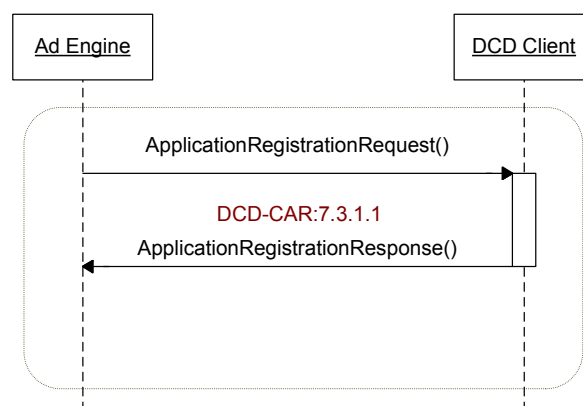 Ad Engine
DCD Client
ApplicationRegistrationRequest()
DCD-CAR:7.3.1.1
ApplicationRegistrationResponse()